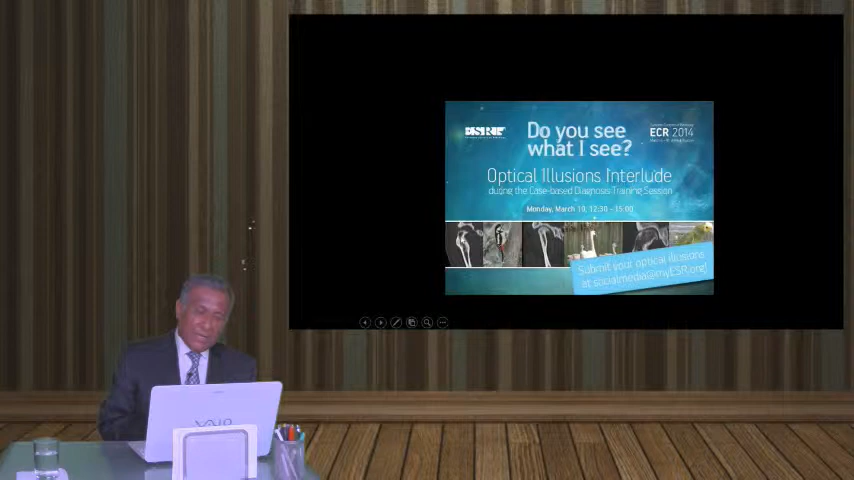 Do you see
what I see?
ECR 2014
Optical Illusions Interlude
during the Case-based Diagnosis Training Session
Monday, March 10, 12:30 –15:00
Submit your optical illusions
at socialmedia@myESR.org!
VAIO